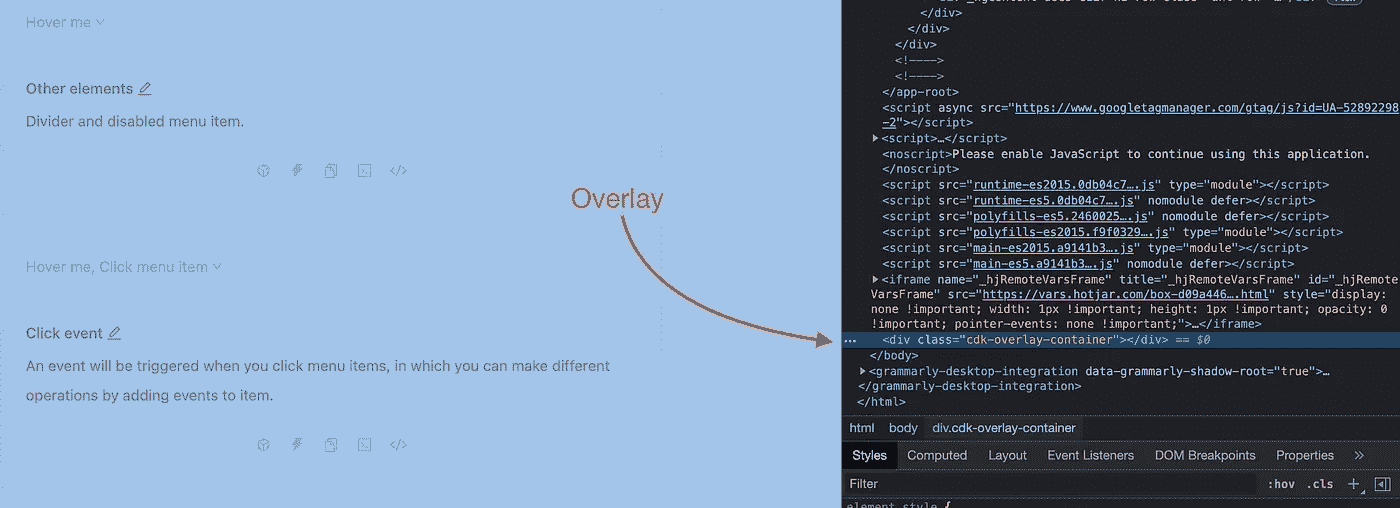 Hover me
Other elements
Divider and disabled menu item.
Overlay
Hover me, Click menu item
Click event
An event will be triggered when you click menu items, in which you can make different
operations by adding events to item.
</div>
</div>
</div>
<!---->
<!---->
</app-root>
<script async src="https://www.googletagmanager.com/gtag/js?id=UA-52892298
-2"></script>
▶<script>…</script>
<noscript>Please enable JavaScript to continue using this application.
</noscript>
<script src="runtime-es2015.0db04c7….js" type="module"></script>
<script src="runtime-es5.0db04c7….js" nomodule defer></script>
<script src="polyfills-es5.2460025….js" nomodule defer></script>
<script src="polyfills-es2015.f9f0329….js" type="module"></script>
<script src="main-es2015.a9141b3….js" type="module"></script>
<script src="main-es5.a9141b3….js" nomodule defer></script>
▶<iframe name="_hjRemoteVarsFrame" title="_hjRemoteVarsFrame" id="_hjRemote
VarsFrame" src="https://vars.hotjar.com/box-d09a446….html" style="display:
none !important; width: 1px !important; height: 1px !important; opacity: 0
!important; pointer-events: none !important;">…</iframe>
… <div class="cdk-overlay-container"></div> == $0
</body>
▶<grammarly-desktop-integration data-grammarly-shadow-root="true">…
</grammarly-desktop-integration>
</html>
html body div.cdk-overlay-container
Styles Computed Layout Event Listeners DOM Breakpoints Properties »
Filter :hov .cls +
element.style {